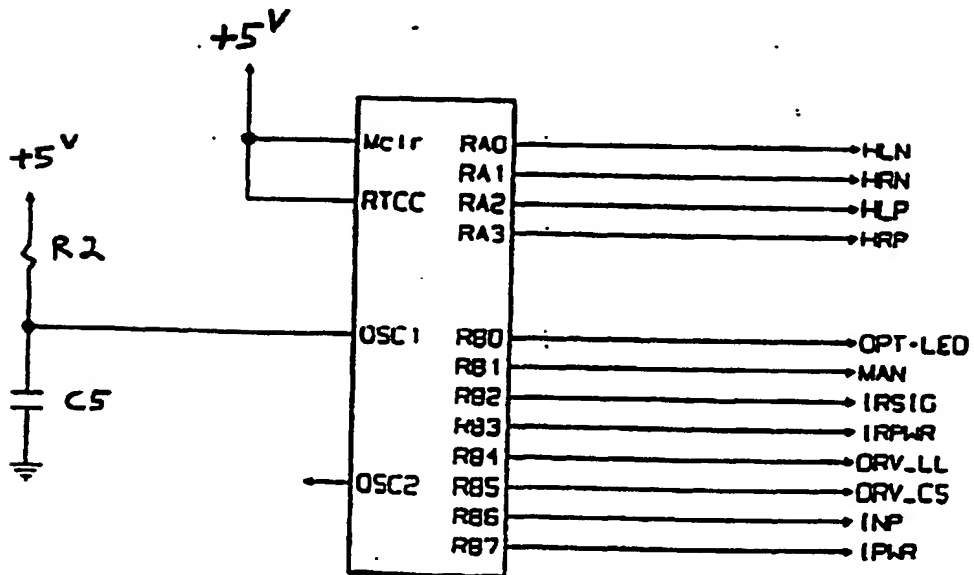 +5V
+5V
R2
C5
Mclr
RTCC
OSC1
OSC2
RA0
RA1
RA2
RA3
RB0
RB1
RB2
RB3
RB4
RB5
RB6
RB7
HLN
HRN
HLP
HRP
OPT-LED
MAN
IRSIG
IRPWR
DRV_LL
DRV_CS
INP
IPWR